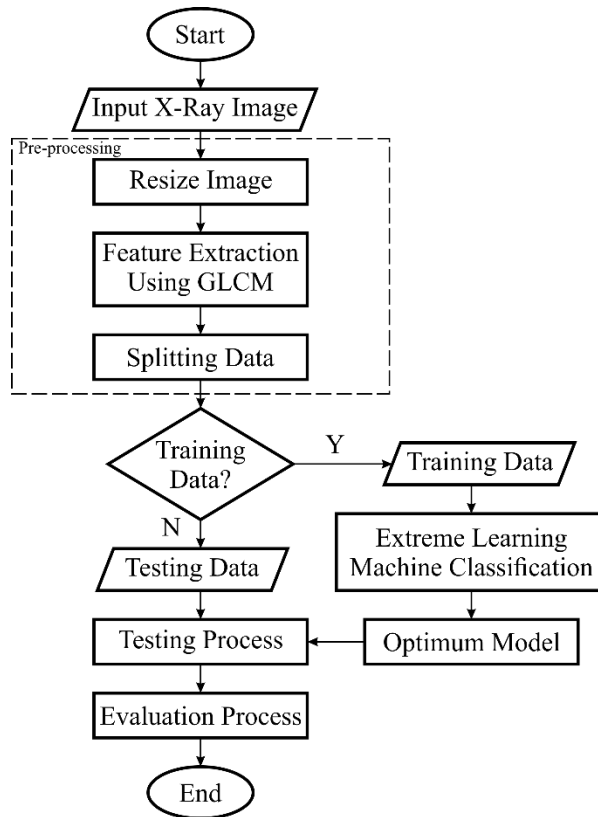 Start
Input X-Ray Image
Pre-processing
Resize Image
Feature Extraction
Using GLCM
Splitting Data
Training
Data?
Y
Training Data
N
Testing Data
Extreme Learning
Machine Classification
Testing Process
Optimum Model
Evaluation Process
End